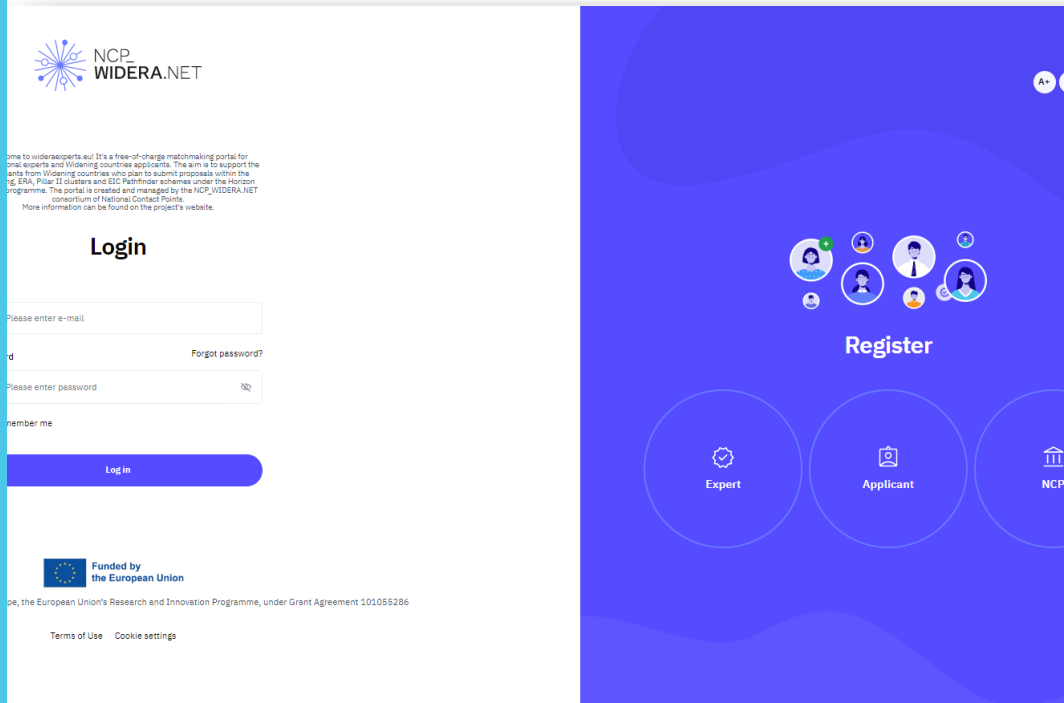 NCP_
WIDERA.NET
A+
ome to wideraexperts.eu! It's a free-of-charge matchmaking portal for
onal experts and Widening countries applicants. The aim is to support the
cants from Widening countries who plan to submit proposals within the
ng, ERA, Pillar II clusters and EIC Pathfinder schemes under the Horizon
programme. The portal is created and managed by the NCP_WIDERA.NET
consortium of National Contact Points.
More information can be found on the project's website.
Login
Please enter e-mail
rd
Forgot password?
Please enter password
member me
Log in
Funded by
the European Union
pe, the European Union's Research and Innovation Programme, under Grant Agreement 101055286
Terms of Use Cookie settings
Register
Expert
Applicant
NCP